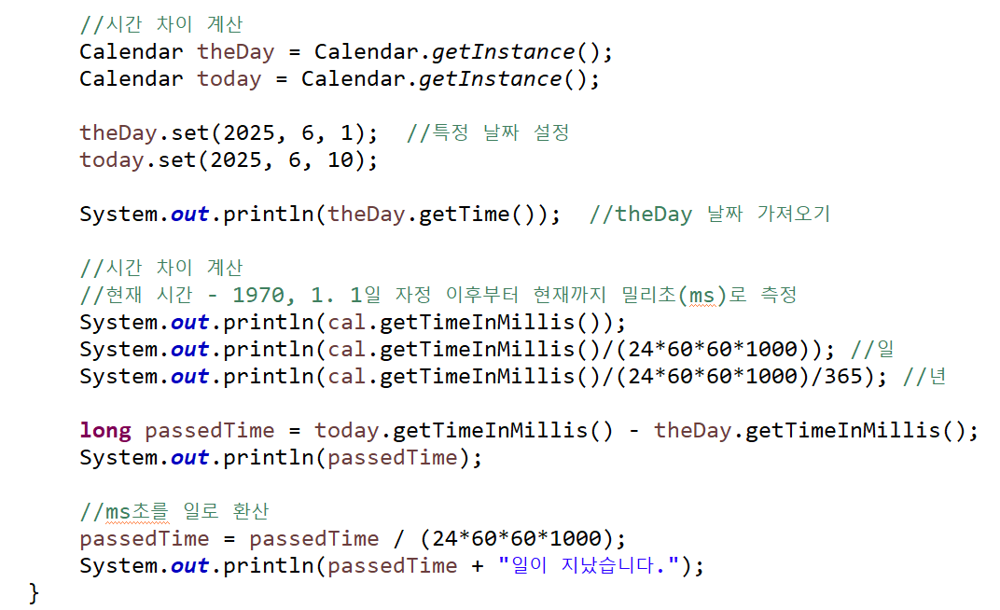 //시간 차이 계산
Calendar theDay = Calendar.getInstance();
Calendar today = Calendar.getInstance();
theDay.set(2025, 6, 1);  //특정 날짜 설정
today.set(2025, 6, 10);
System.out.println(theDay.getTime());  //theDay 날짜 가져오기
//시간 차이 계산
//현재 시간 - 1970, 1. 1일 자정 이후부터 현재까지 밀리초(ms)로 측정
System.out.println(cal.getTimeInMillis());
System.out.println(cal.getTimeInMillis()/(24*60*60*1000)); //일
System.out.println(cal.getTimeInMillis()/(24*60*60*1000)/365); //년
long passedTime = today.getTimeInMillis() - theDay.getTimeInMillis();
System.out.println(passedTime);
//ms초를 일로 환산
passedTime = passedTime / (24*60*60*1000);
System.out.println(passedTime + "일이 지났습니다.");
}